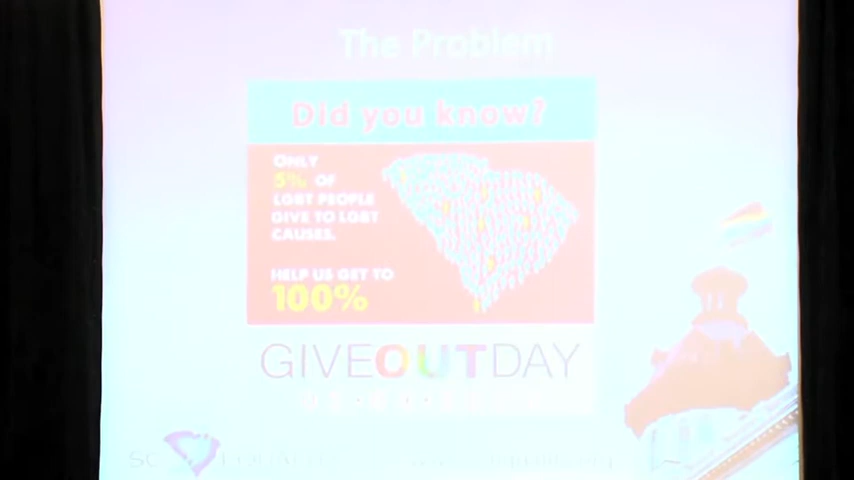 The Problem
Did you know?
ONLY
5% OF
LGBT PEOPLE
GIVE TO LGBT
CAUSES.
HELP US GET TO
100%
GIVEOUTDAY
SC